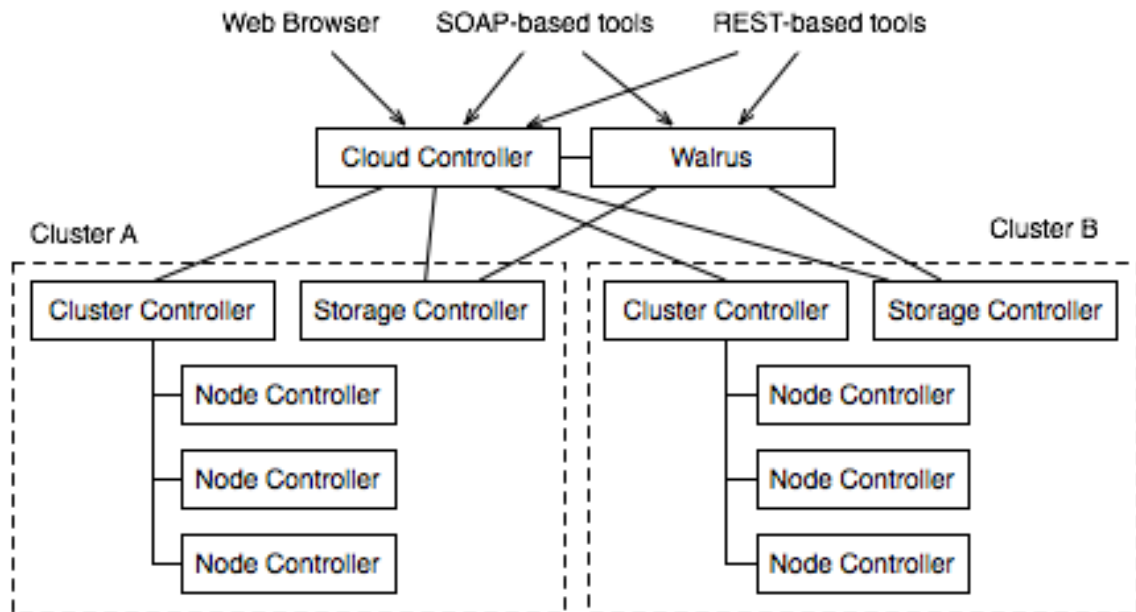 Web Browser
SOAP-based tools
REST-based tools
Cloud Controller
Walrus
Cluster A
Cluster B
Cluster Controller
Storage Controller
Cluster Controller
Storage Controller
Node Controller
Node Controller
Node Controller
Node Controller
Node Controller
Node Controller